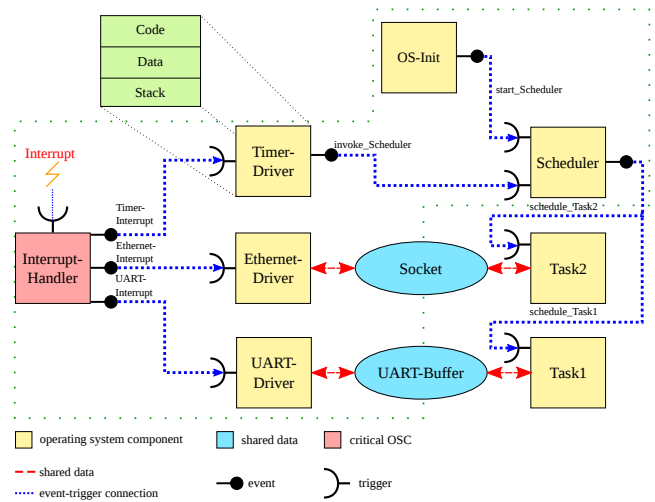 Code
Data
Stack
OS-Init
start_Scheduler
Interrupt
Timer-
Driver
invoke_Scheduler
Scheduler
Timer-
Interrupt
schedule_Task2
Interrupt-
Handler
Ethernet-
Interrupt
Ethernet-
Driver
Socket
Task2
UART-
Interrupt
schedule_Task1
UART-
Driver
UART-Buffer
Task1
operating system component
shared data
critical OSC
shared data
event
trigger
event-trigger connection